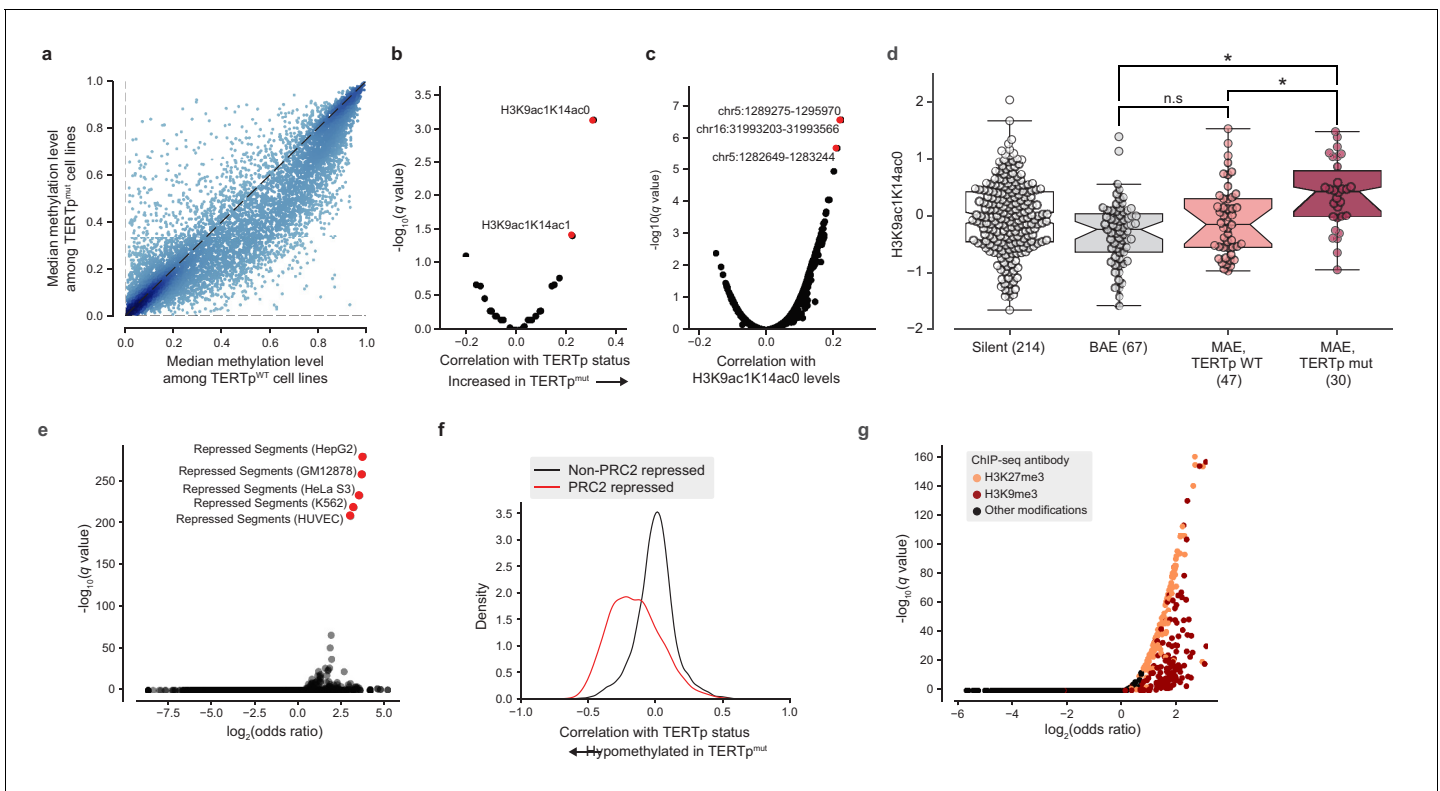 a
Median methylation level
among TERTpmut cell lines
1.0
0.8
0.6
0.4
0.2
0.0
0.0 0.2 0.4 0.6 0.8 1.0
Median methylation level
among TERTpWT cell lines
b
-log10(q value)
3.5
3.0
2.5
2.0
1.5
1.0
0.5
0.0
H3K9ac1K14ac0
H3K9ac1K14ac1
−0.2 0.0 0.2 0.4
Correlation with TERTp status
Increased in TERTpmut
c
-log10(q value)
7
6
5
4
3
2
1
0
chr5:1289275-1295970
chr16:31993203-31993566
chr5:1282649-1283244
−0.2 0.0 0.2
Correlation with
H3K9ac1K14ac0 levels
d
H3K9ac1K14ac0
2
1
0
−1
−2
*
*
n.s
Silent (214)
BAE (67)
MAE,
TERTp WT
(47)
MAE,
TERTp mut
(30)
e
-log10(q value)
250
200
150
100
50
0
Repressed Segments (HepG2)
Repressed Segments (GM12878)
Repressed Segments (HeLa S3)
Repressed Segments (K562)
Repressed Segments (HUVEC)
−7.5 −5.0 −2.5 0.0 2.5 5.0
log2(odds ratio)
f
Non-PRC2 repressed
PRC2 repressed
Density
3.5
3.0
2.5
2.0
1.5
1.0
0.5
0.0
−1.0 −0.5 0.0 0.5 1.0
Correlation with TERTp status
Hypomethylated in TERTpmut
g
ChIP-seq antibody
H3K27me3
H3K9me3
Other modifications
-log10(q value)
160
140
120
100
80
60
40
20
0
−6 −4 −2 0 2
log2(odds ratio)